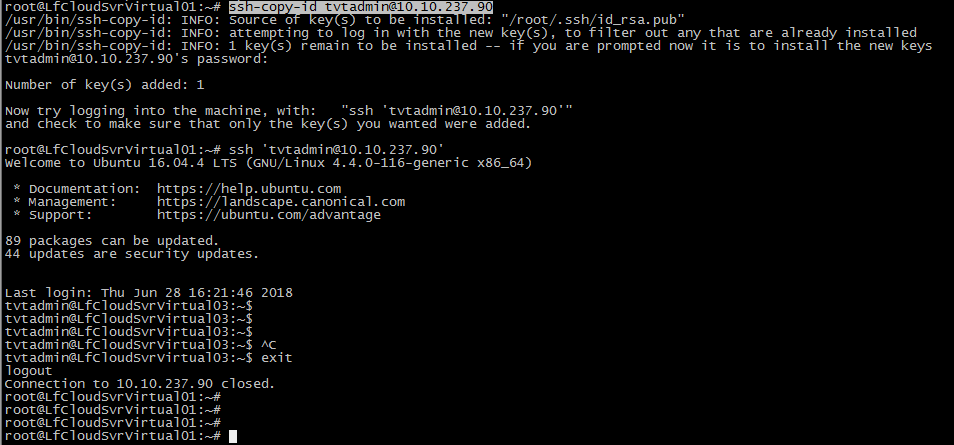 root@LfCloudSvrVirtual01:~# ssh-copy-id tvtadmin@10.10.237.90
/usr/bin/ssh-copy-id: INFO: Source of key(s) to be installed: "/root/.ssh/id_rsa.pub"
/usr/bin/ssh-copy-id: INFO: attempting to log in with the new key(s), to filter out any that are already installed
/usr/bin/ssh-copy-id: INFO: 1 key(s) remain to be installed -- if you are prompted now it is to install the new keys
tvtadmin@10.10.237.90's password:
Number of key(s) added: 1
Now try logging into the machine, with:   "ssh 'tvtadmin@10.10.237.90'"
and check to make sure that only the key(s) you wanted were added.
root@LfCloudSvrVirtual01:~# ssh 'tvtadmin@10.10.237.90'
Welcome to Ubuntu 16.04.4 LTS (GNU/Linux 4.4.0-116-generic x86_64)
 * Documentation:  https://help.ubuntu.com
 * Management:     https://landscape.canonical.com
 * Support:        https://ubuntu.com/advantage
89 packages can be updated.
44 updates are security updates.
Last login: Thu Jun 28 16:21:46 2018
tvtadmin@LfCloudSvrVirtual03:~$
tvtadmin@LfCloudSvrVirtual03:~$
tvtadmin@LfCloudSvrVirtual03:~$
tvtadmin@LfCloudSvrVirtual03:~$ ^C
tvtadmin@LfCloudSvrVirtual03:~$ exit
logout
Connection to 10.10.237.90 closed.
root@LfCloudSvrVirtual01:~#
root@LfCloudSvrVirtual01:~#
root@LfCloudSvrVirtual01:~#
root@LfCloudSvrVirtual01:~#